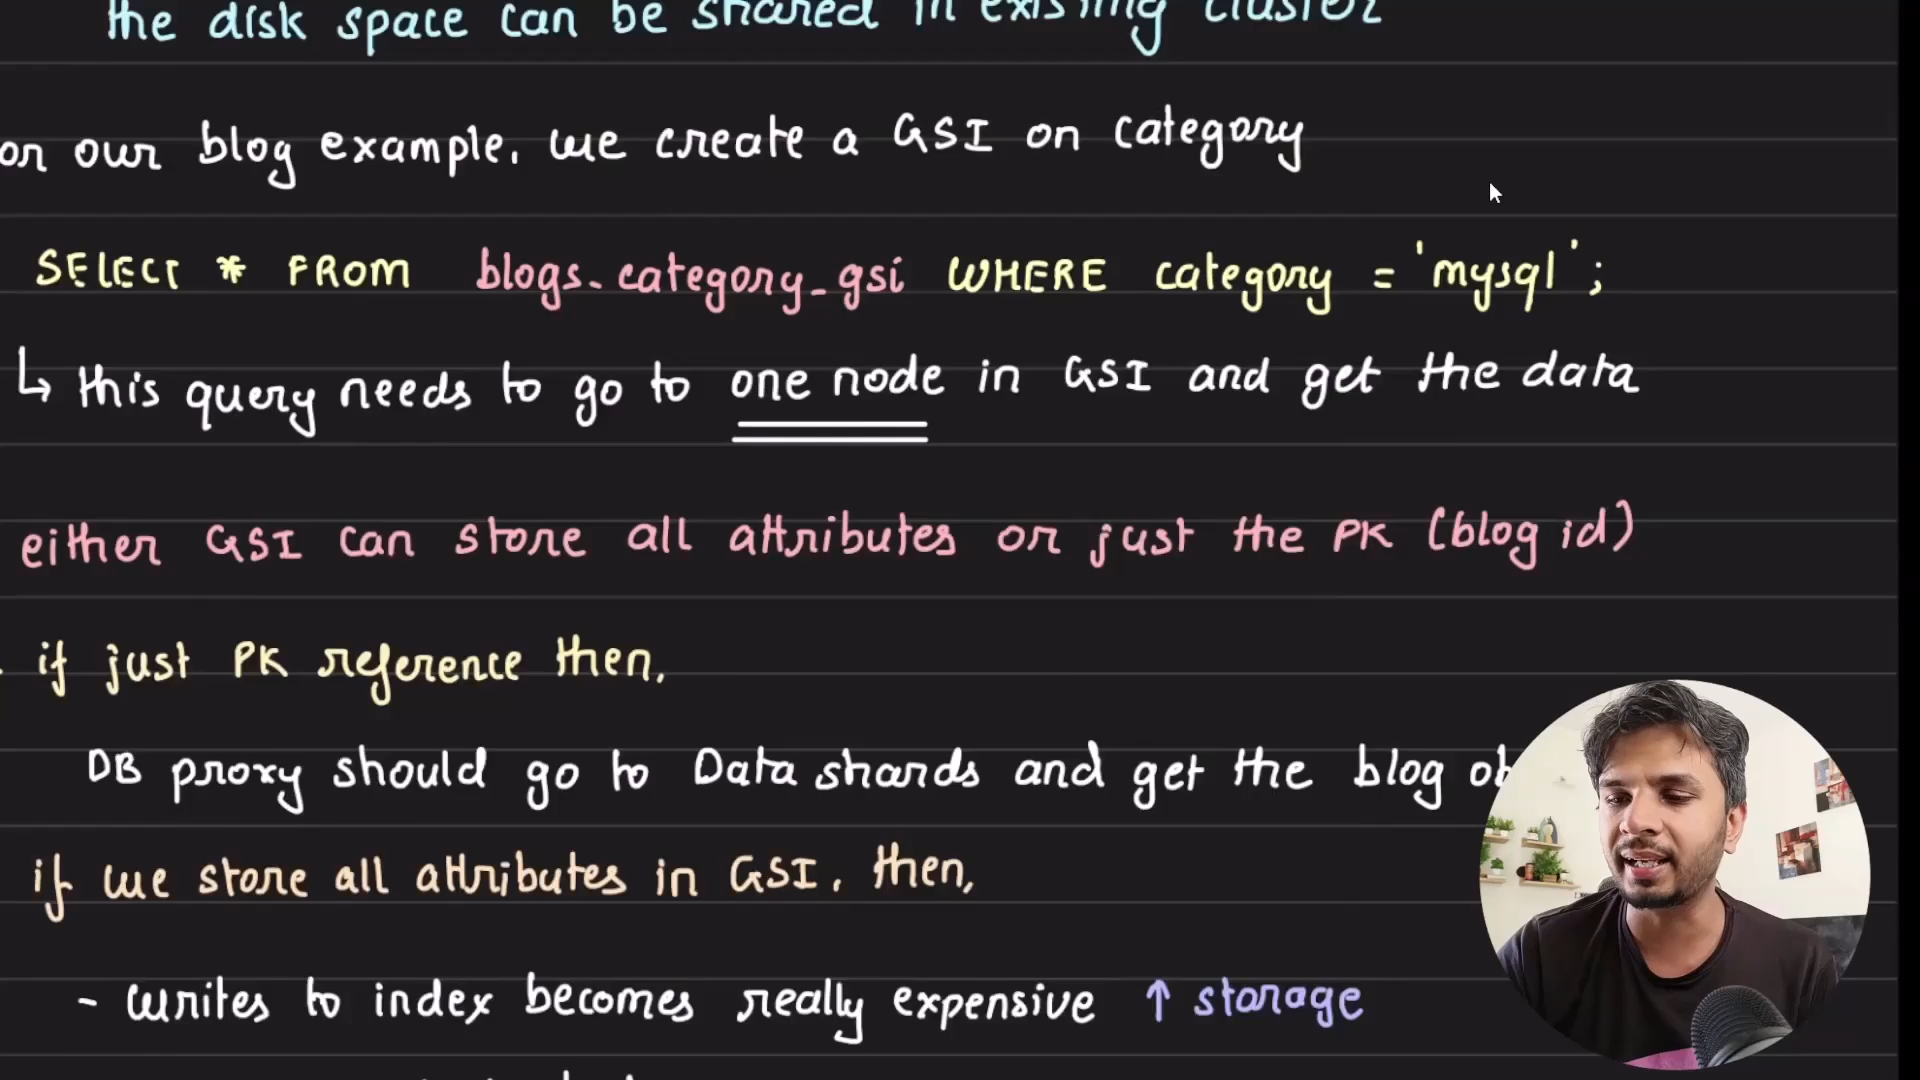 the disk space can be shared in existing cluster
our blog example. we create a GSI on category
SELECT * FROM blogs_category_gsi WHERE category = 'mysql';
↳ this query needs to go to one node in GSI and get the data
either GSI can store all attributes or just the PK (blog id)
if just PK reference then,
DB proxy should go to Data shards and get the blog
if we store all attributes in GSI. then,
- writes to index becomes really expensive ↑ storage